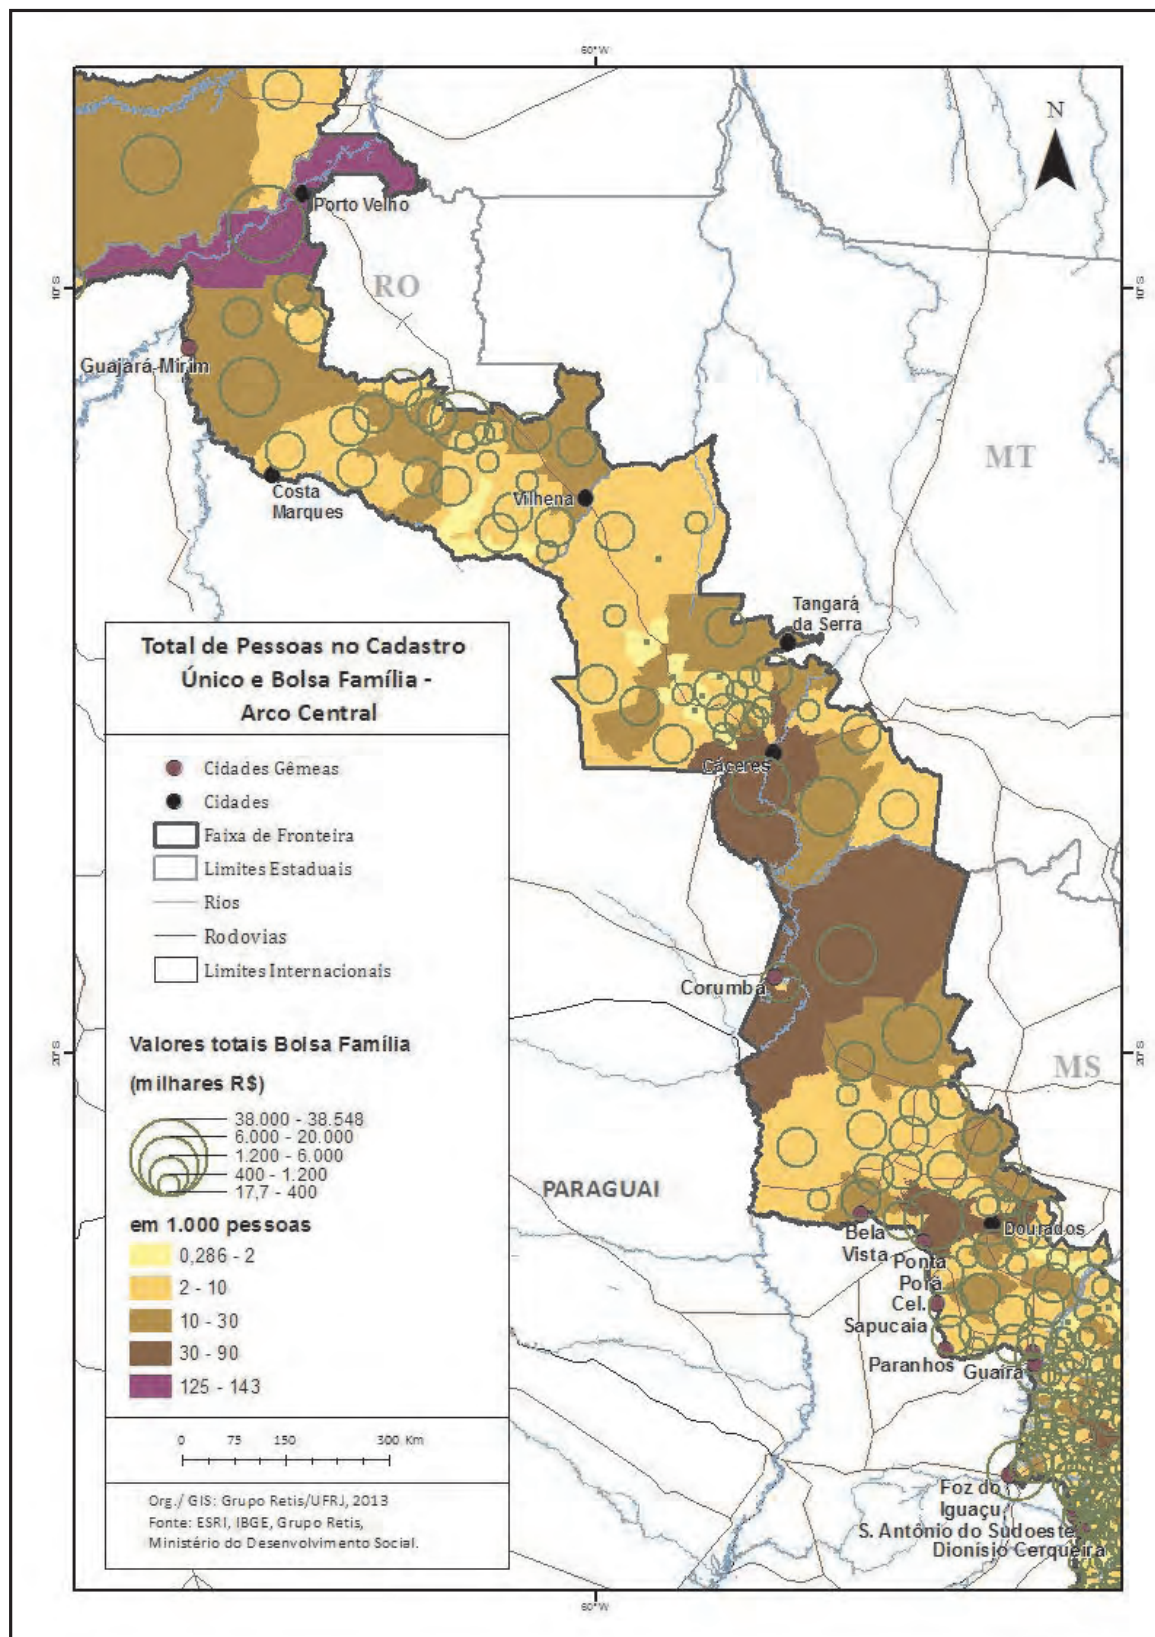 60°W
N
Porto Velho
RO
10°S
10°S
Guajará-Mirim
MT
Costa
Marques
Vilhena
Tangará
da Serra
Total de Pessoas no Cadastro
Único e Bolsa Família -
Arco Central
Cidades Gêmeas
Cidades
Faixa de Fronteira
Limites Estaduais
Rios
Rodovias
Limites Internacionais
Cáceres
Corumbá
20°S
20°S
MS
Valores totais Bolsa Família
(milhares R$)
38.000 - 38.548
6.000 - 20.000
1.200 - 6.000
400 - 1.200
17,7 - 400
em 1.000 pessoas
0,286 - 2
2 - 10
10 - 30
30 - 90
125 - 143
PARAGUAI
Bela
Vista
Dourados
Ponta
Porã
Cel.
Sapucaia
Paranhos
Guaíra
Foz do
Iguaçu
S. Antônio do Sudoeste
Dionísio Cerqueira
0 75 150 300 Km
Org./ GIS: Grupo Retis/UFRJ, 2013
Fonte: ESRI, IBGE, Grupo Retis,
Ministério do Desenvolvimento Social.
60°W